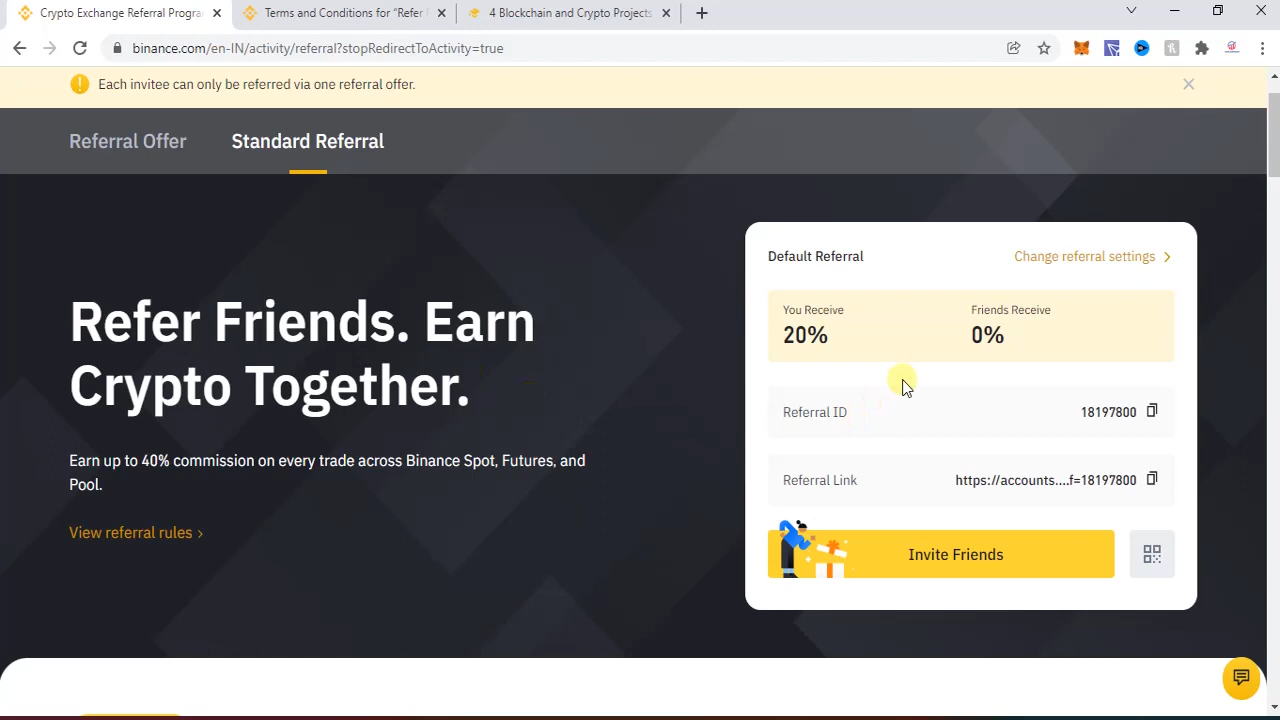 Crypto Exchange Referral Progra
Terms and Conditions for "Refer
4 Blockchain and Crypto Projects
binance.com/en-IN/activity/referral?stopRedirectToActivity=true
Each invitee can only be referred via one referral offer.
Referral Offer
Standard Referral
Default Referral
Change referral settings
You Receive
Friends Receive
20%
0%
Refer Friends. Earn
Crypto Together.
Referral ID
18197800
Earn up to 40% commission on every trade across Binance Spot, Futures, and
Pool.
Referral Link
https://accounts....f=18197800
View referral rules
Invite Friends